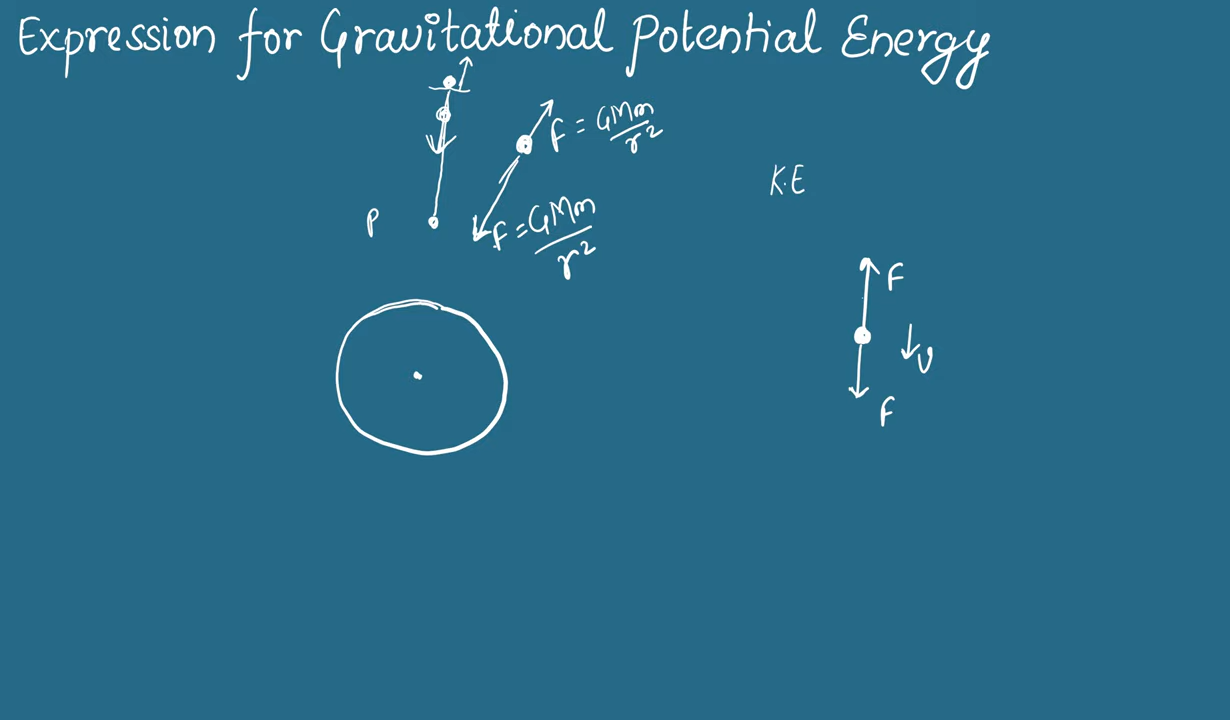 Expression for Gravitational Potential Energy
F = GMm/r²
K.E
P
F = GMm/r²
F
v
F